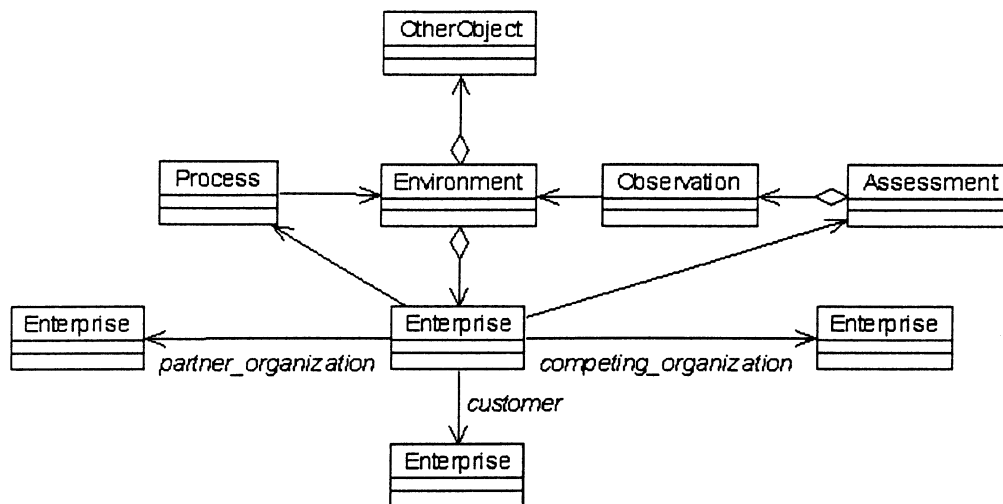 OtherObject
Process
Environment
Observation
Assessment
Enterprise
Enterprise
Enterprise
partner_organization
competing_organization
customer
Enterprise